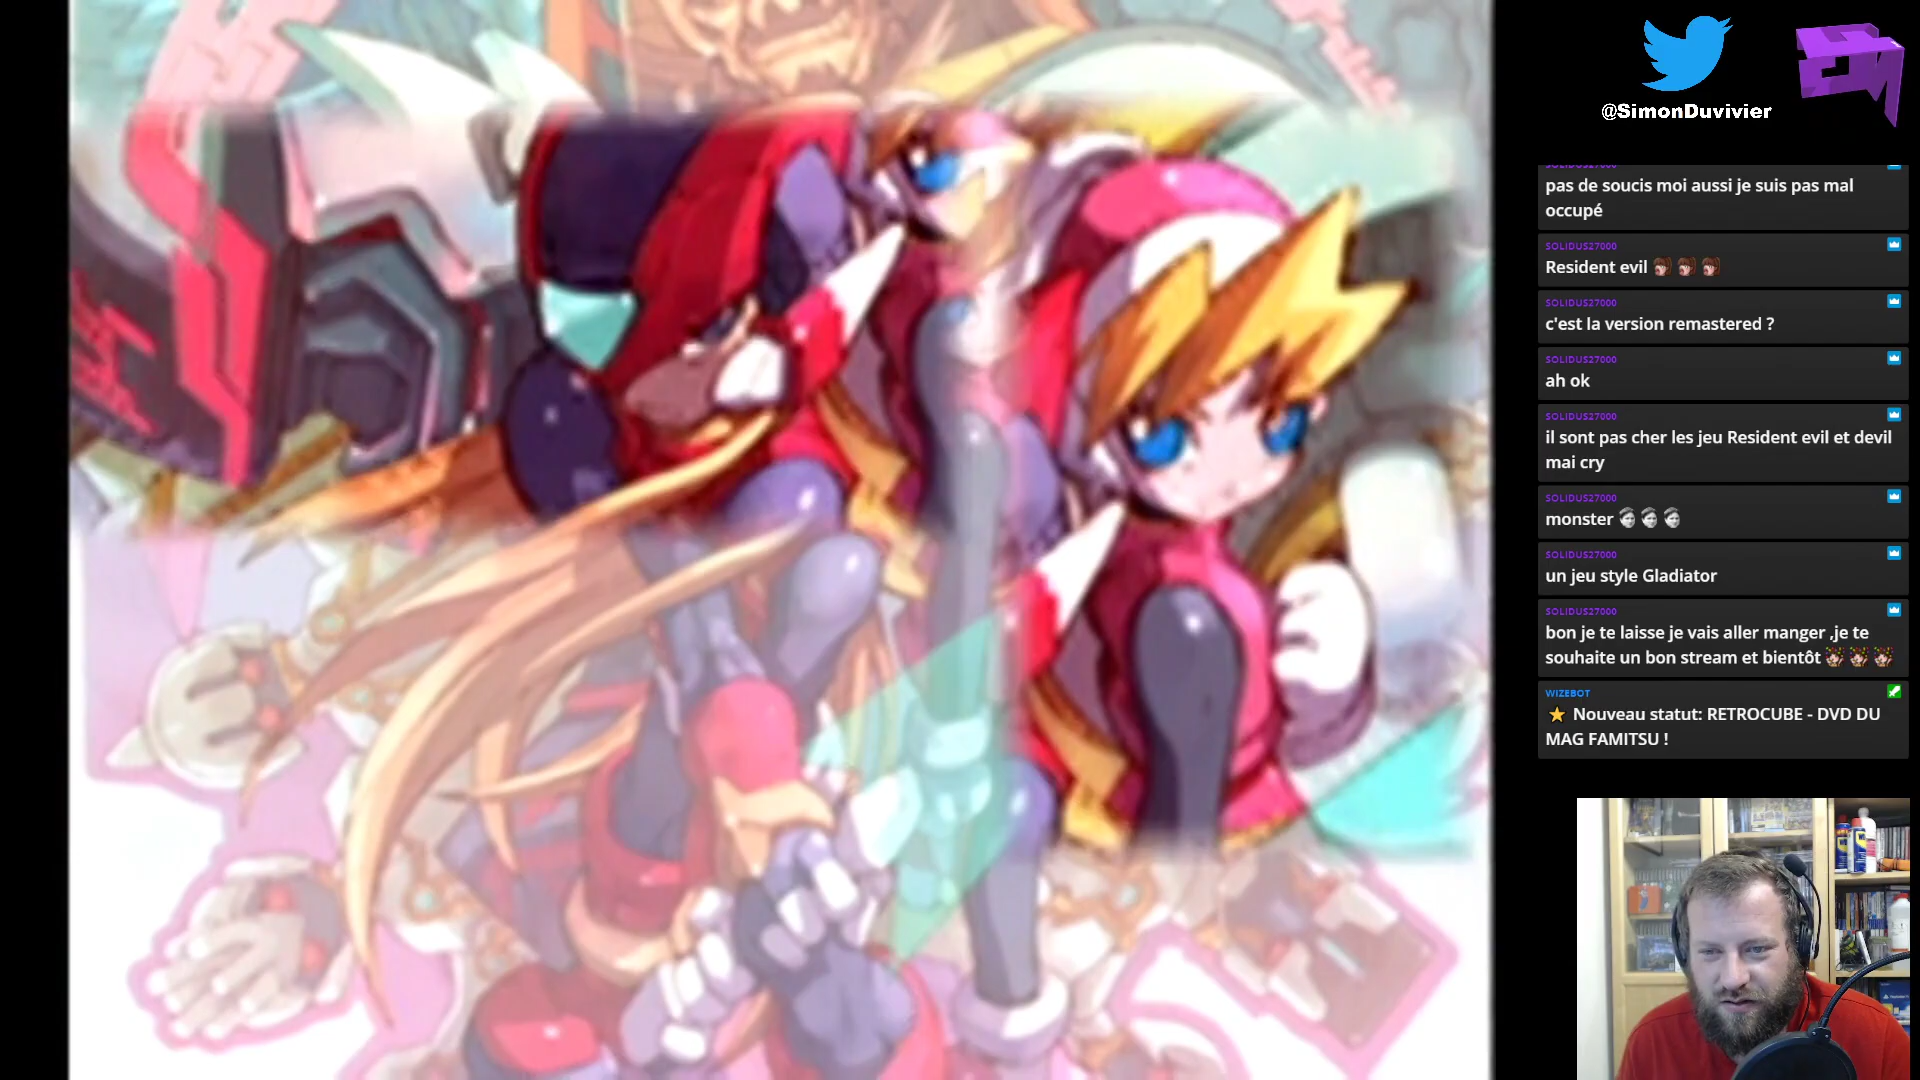 @SimonDuvivier
SOLIDUS27000
pas de soucis moi aussi je suis pas mal
occupé
SOLIDUS27000
Resident evil
SOLIDUS27000
c'est la version remastered ?
SOLIDUS27000
ah ok
SOLIDUS27000
il sont pas cher les jeu Resident evil et devil
mai cry
SOLIDUS27000
monster
SOLIDUS27000
un jeu style Gladiator
SOLIDUS27000
bon je te laisse je vais aller manger ,je te
souhaite un bon stream et bientôt
WIZEBOT
Nouveau statut: RETROCUBE - DVD DU
MAG FAMITSU !